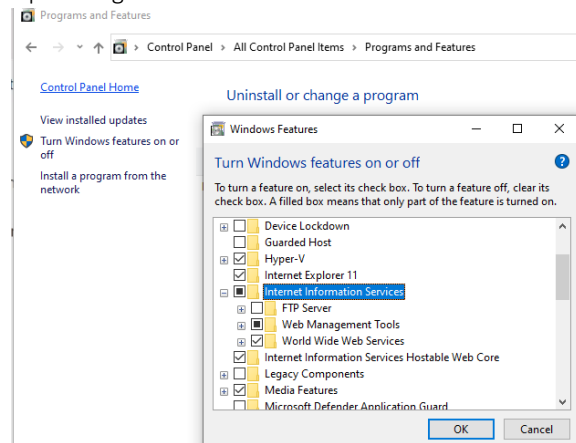 Programs and Features
Control Panel > All Control Panel Items > Programs and Features
Control Panel Home
Uninstall or change a program
View installed updates
Turn Windows features on or
off
Install a program from the
network
Windows Features
Turn Windows features on or off
To turn a feature on, select its check box. To turn a feature off, clear its
check box. A filled box means that only part of the feature is turned on.
Device Lockdown
Guarded Host
Hyper-V
Internet Explorer 11
Internet Information Services
FTP Server
Web Management Tools
World Wide Web Services
Internet Information Services Hostable Web Core
Legacy Components
Media Features
Microsoft Defender Application Guard
OK
Cancel